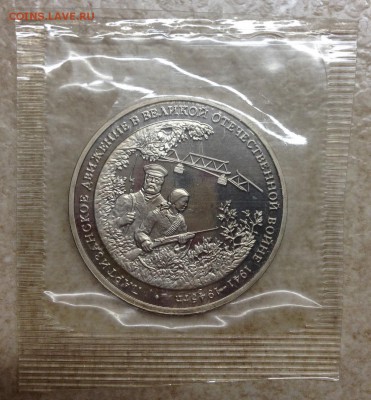 COINS.LAVE.RU
ПАРТИЗАНСКОЕ ДВИЖЕНИЕ В ВЕЛИКОЙ ОТЕЧЕСТВЕННОЙ ВОЙНЕ 1941–1945 гг.